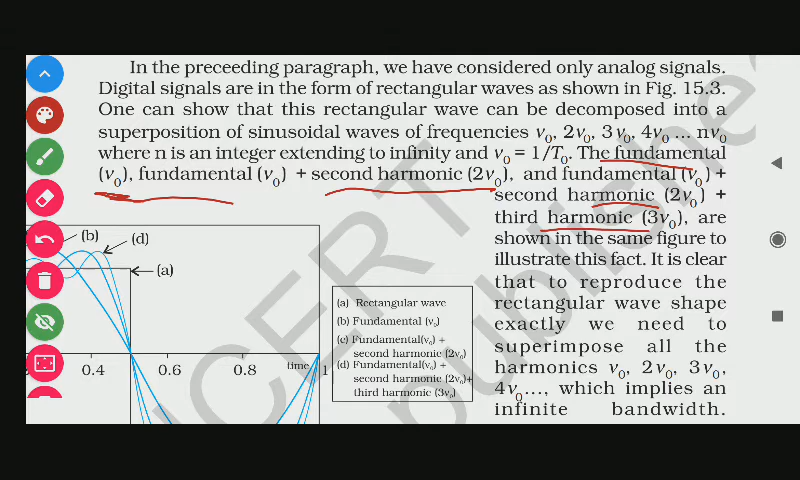 In the preceeding paragraph, we have considered only analog signals.
Digital signals are in the form of rectangular waves as shown in Fig. 15.3.
One can show that this rectangular wave can be decomposed into a
superposition of sinusoidal waves of frequencies ν₀, 2ν₀, 3ν₀, 4ν₀ ... nν₀
where n is an integer extending to infinity and ν₀ = 1/T₀. The fundamental
(ν₀), fundamental (ν₀) + second harmonic (2ν₀), and fundamental (ν₀) +
second harmonic (2ν₀) +
third harmonic (3ν₀), are
shown in the same figure to
illustrate this fact. It is clear
that to reproduce the
rectangular wave shape
exactly we need to
superimpose all the
harmonics ν₀, 2ν₀, 3ν₀,
4ν₀..., which implies an
infinite bandwidth.
(b)
(d)
(a)
0.4
0.6
0.8
time
1
(a) Rectangular wave
(b) Fundamental (ν₀)
(c) Fundamental(ν₀) +
second harmonic (2ν₀)
(d) Fundamental(ν₀) +
second harmonic (2ν₀)+
third harmonic (3ν₀)
NCERT